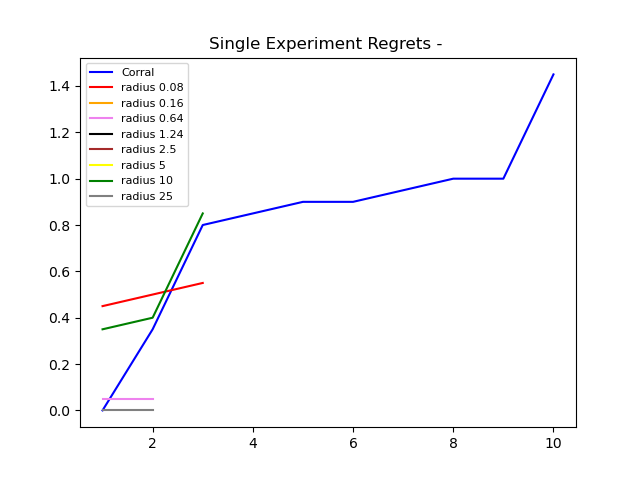 Single Experiment Regrets -
Corral
radius 0.08
radius 0.16
radius 0.64
radius 1.24
radius 2.5
radius 5
radius 10
radius 25
1.4
1.2
1.0
0.8
0.6
0.4
0.2
0.0
2 4 6 8 10